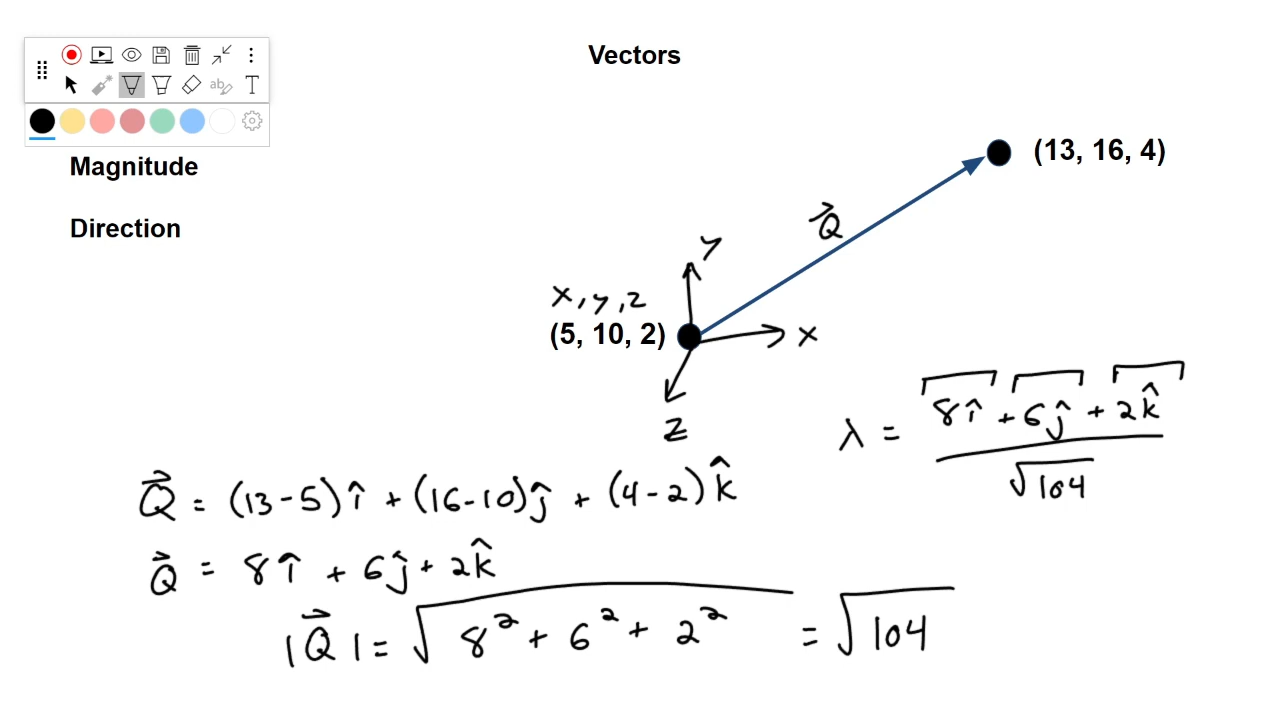 Vectors
Magnitude
Direction
(13, 16, 4)
Q⃗
y
x, y, z
(5, 10, 2)
x
z
λ = (8î + 6ĵ + 2k̂) / √104
Q⃗ = (13-5)î + (16-10)ĵ + (4-2)k̂
Q⃗ = 8î + 6ĵ + 2k̂
|Q⃗| = √(8² + 6² + 2²) = √104
ab
T